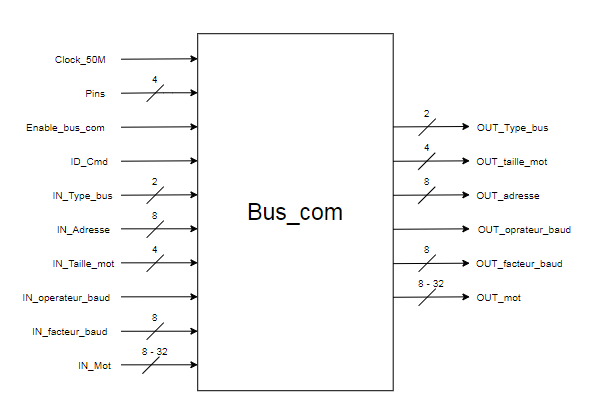 Clock_50M
4
Pins
Enable_bus_com
ID_Cmd
2
IN_Type_bus
8
IN_Adresse
4
IN_Taille_mot
IN_operateur_baud
8
IN_facteur_baud
8 - 32
IN_Mot
Bus_com
2
OUT_Type_bus
4
OUT_taille_mot
8
OUT_adresse
OUT_oprateur_baud
8
OUT_facteur_baud
8 - 32
OUT_mot